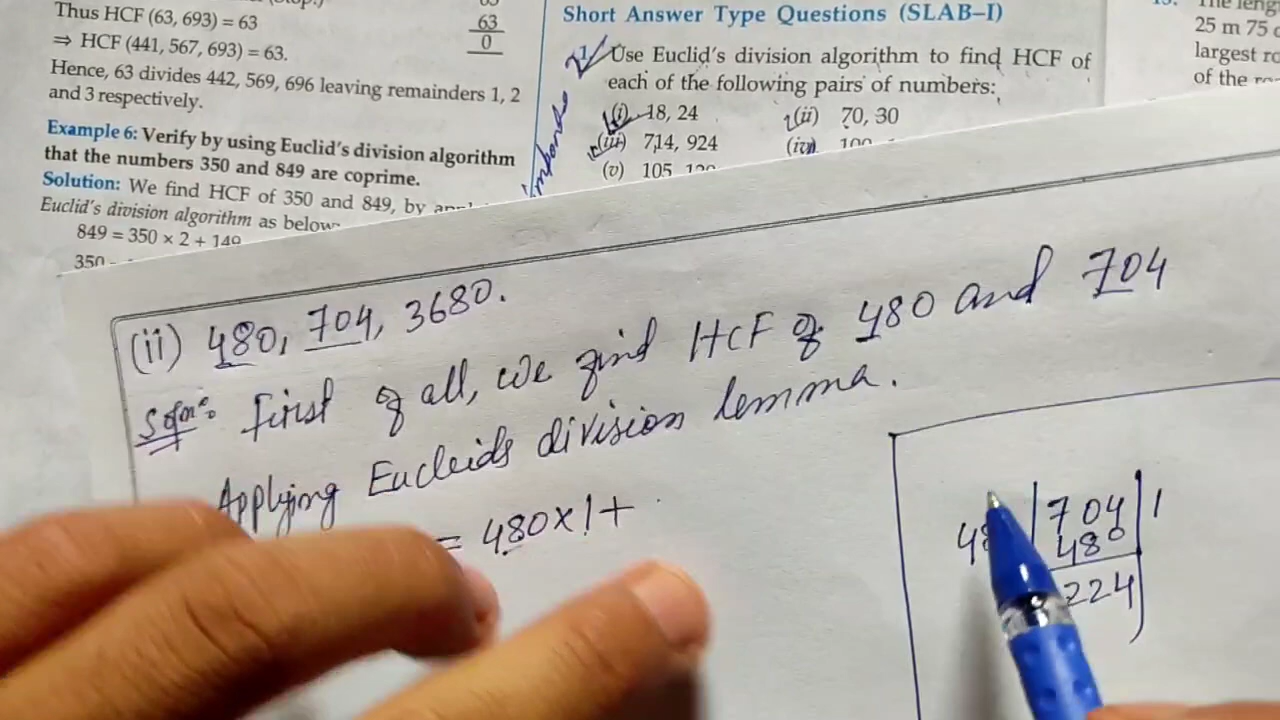 Thus HCF (63, 693) = 63
⇒ HCF (441, 567, 693) = 63.
Hence, 63 divides 442, 569, 696 leaving remainders 1, 2
and 3 respectively.
Example 6: Verify by using Euclid's division algorithm
that the numbers 350 and 849 are coprime.
Solution: We find HCF of 350 and 849, by
Euclid's division algorithm as below
849 = 350 × 2 + 149
350
63
0
Short Answer Type Questions (SLAB–I)
1. Use Euclid's division algorithm to find HCF of
each of the following pairs of numbers:
(i) 18, 24
(ii) 70, 30
(iii) 714, 924
(iv)
(v) 105,
25 m 75
largest
of the
(ii) 480, 704, 3680.
Soln: First of all, we find HCF of 480 and 704
Applying Eucleids division lemma.
= 480×1+
704 1
480
224